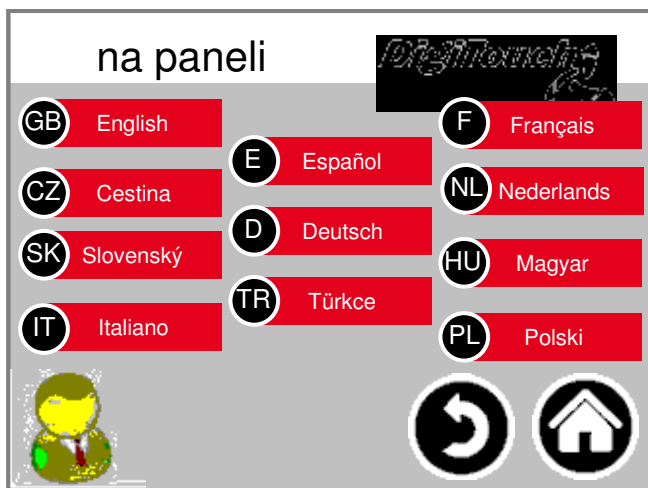 na paneli
DigiTouch
GB English
CZ Cestina
SK Slovenský
IT Italiano
E Español
D Deutsch
TR Türkce
F Français
NL Nederlands
HU Magyar
PL Polski